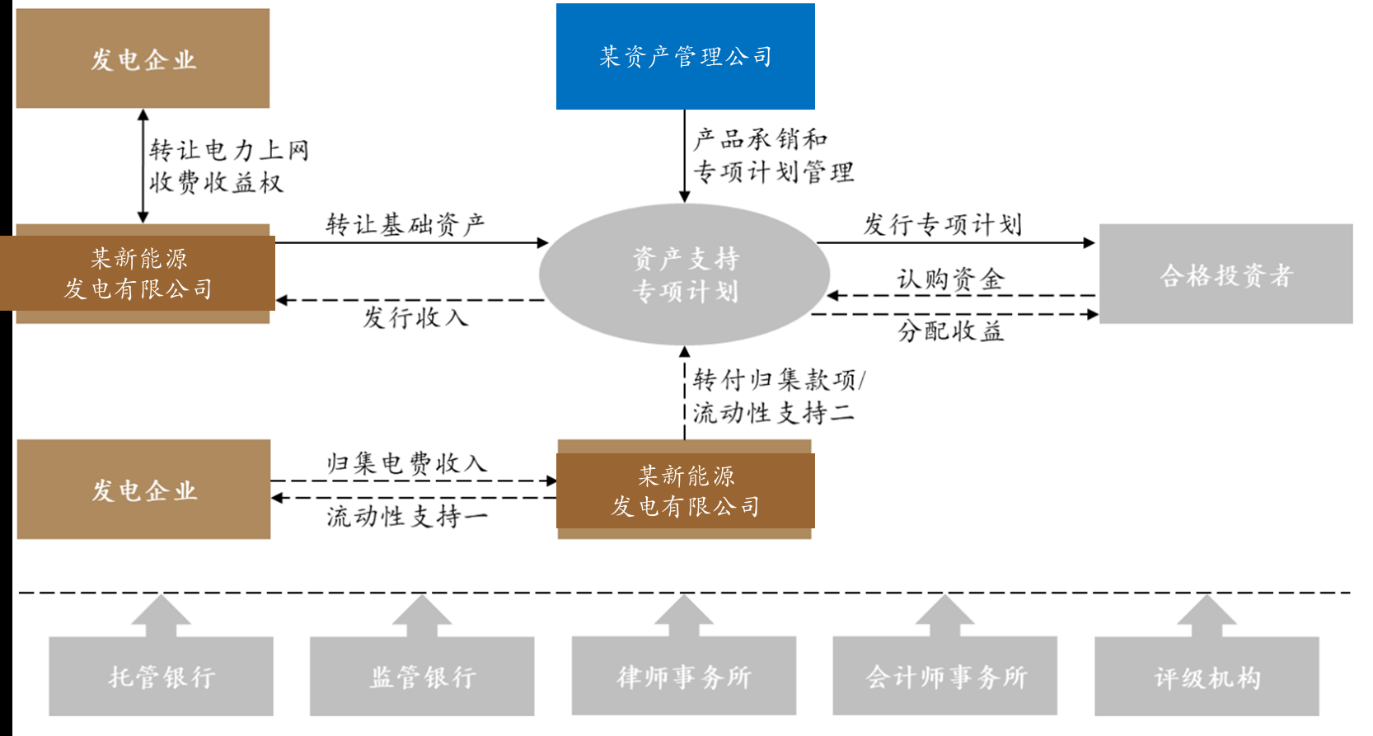 发电企业
某资产管理公司
转让电力上网
收费收益权
产品承销和
专项计划管理
某新能源
发电有限公司
转让基础资产
发行收入
资产支持
专项计划
发行专项计划
认购资金
分配收益
合格投资者
转付归集款项/
流动性支持二
发电企业
归集电费收入
流动性支持一
某新能源
发电有限公司
托管银行
监管银行
律师事务所
会计师事务所
评级机构